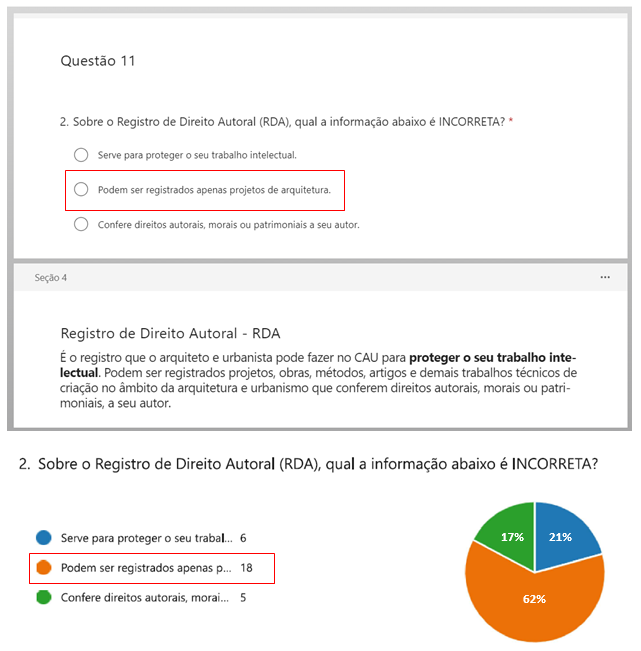 Questão 11
2. Sobre o Registro de Direito Autoral (RDA), qual a informação abaixo é INCORRETA? *
Serve para proteger o seu trabalho intelectual.
Podem ser registrados apenas projetos de arquitetura.
Confere direitos autorais, morais ou patrimoniais a seu autor.
Seção 4 ...
Registro de Direito Autoral - RDA
É o registro que o arquiteto e urbanista pode fazer no CAU para proteger o seu trabalho inte-
lectual. Podem ser registrados projetos, obras, métodos, artigos e demais trabalhos técnicos de
criação no âmbito da arquitetura e urbanismo que conferem direitos autorais, morais ou patri-
moniais, a seu autor.
2. Sobre o Registro de Direito Autoral (RDA), qual a informação abaixo é INCORRETA?
Serve para proteger o seu trabal... 6
Podem ser registrados apenas p... 18
Confere direitos autorais, morai... 5
17% 21%
62%